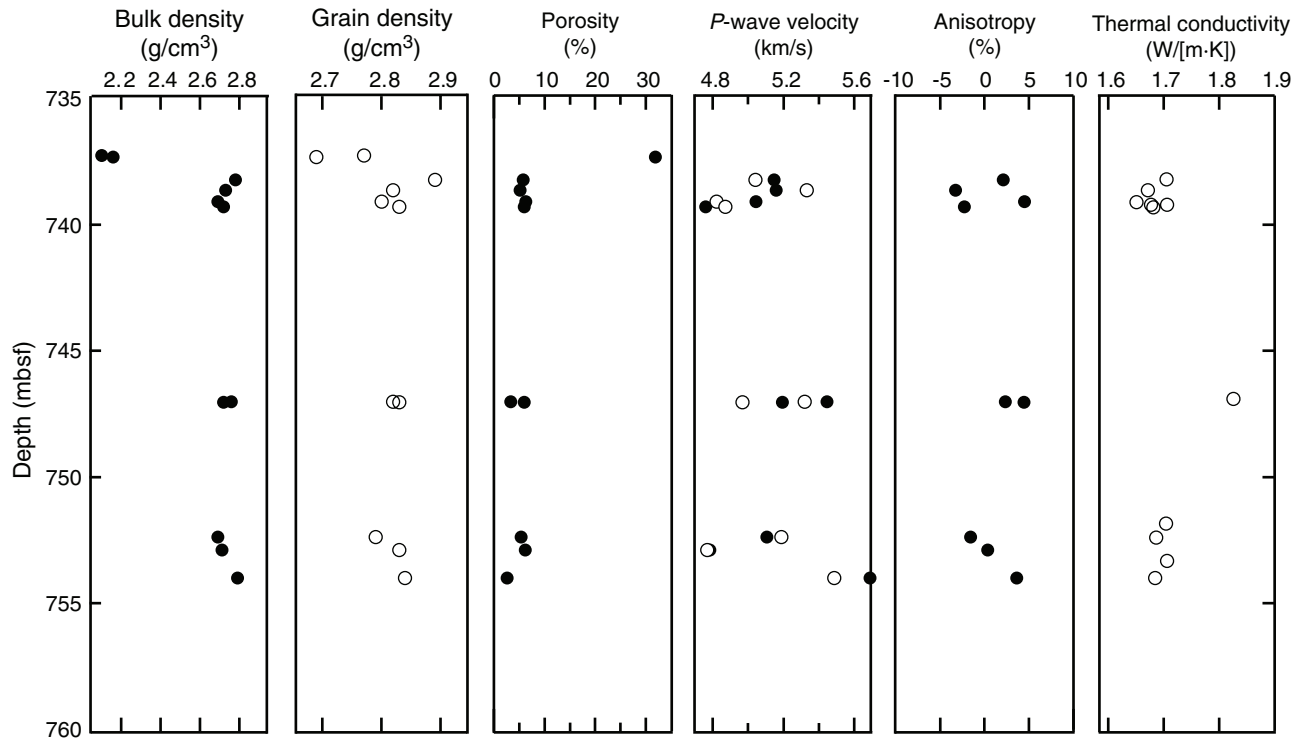 Bulk density
(g/cm³)
Grain density
(g/cm³)
Porosity
(%)
P-wave velocity
(km/s)
Anisotropy
(%)
Thermal conductivity
(W/[m·K])
2.2 2.4 2.6 2.8
2.7 2.8 2.9
0 10 20 30
4.8 5.2 5.6
-10 -5 0 5 10
1.6 1.7 1.8 1.9
Depth (mbsf)
735
740
745
750
755
760